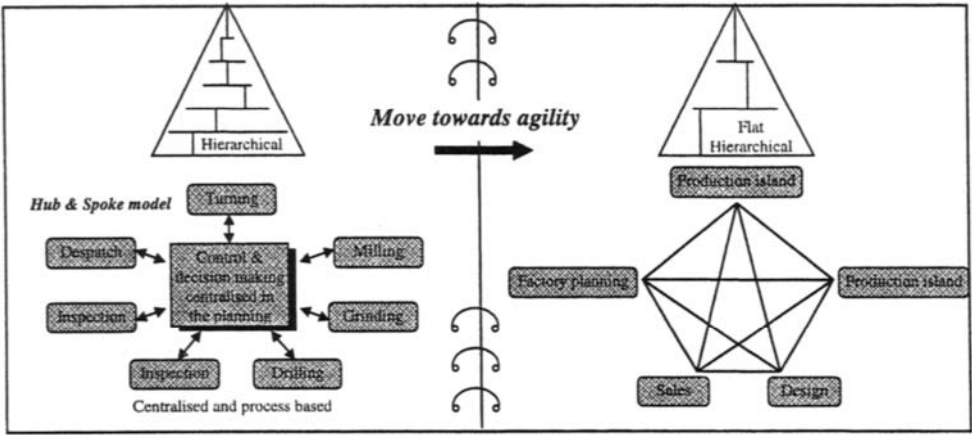 Hierarchical
Hub & Spoke model
Turning
Despatch
Milling
Control &
decision making
centralised in
the planning
Inspection
Grinding
Inspection
Drilling
Centralised and process based
Move towards agility
Flat
Hierarchical
Production island
Factory planning
Production island
Sales
Design